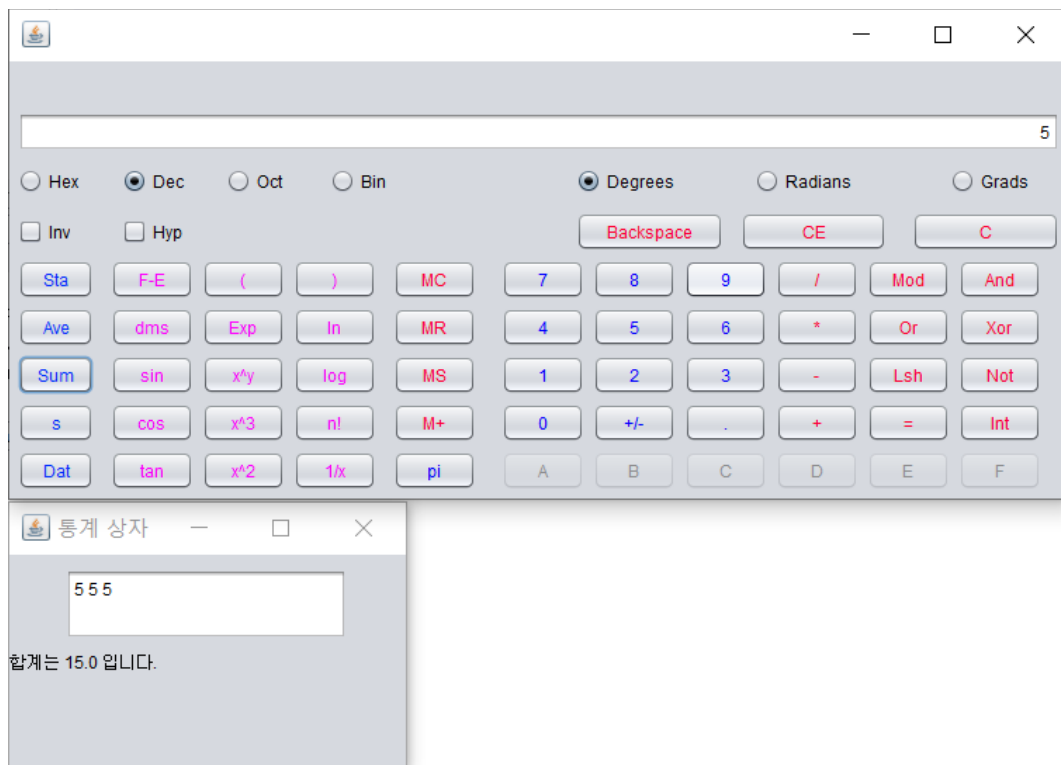 5
Hex Dec Oct Bin Degrees Radians Grads
Inv Hyp Backspace CE C
Sta F-E ( ) MC 7 8 9 / Mod And
Ave dms Exp In MR 4 5 6 * Or Xor
Sum sin x^y log MS 1 2 3 - Lsh Not
s cos x^3 n! M+ 0 +/- . + = Int
Dat tan x^2 1/x pi A B C D E F
통계 상자
5 5 5
합계는 15.0 입니다.